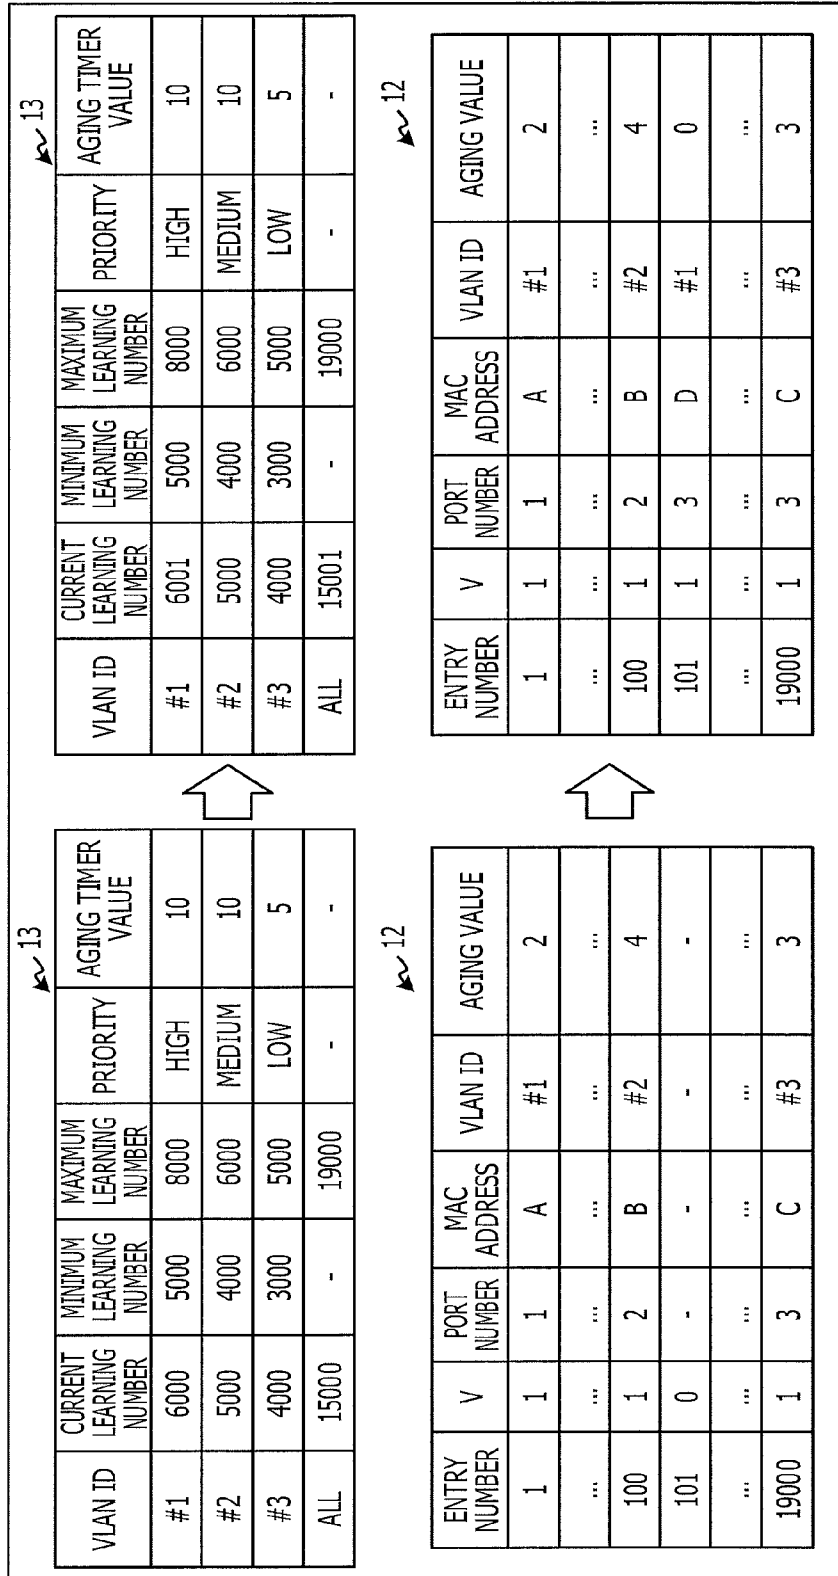 13
VLAN ID CURRENT LEARNING NUMBER MINIMUM LEARNING NUMBER MAXIMUM LEARNING NUMBER PRIORITY AGING TIMER VALUE
#1 6000 5000 8000 HIGH 10
#2 5000 4000 6000 MEDIUM 10
#3 4000 3000 5000 LOW 5
ALL 15000 - 19000 - -
13
VLAN ID CURRENT LEARNING NUMBER MINIMUM LEARNING NUMBER MAXIMUM LEARNING NUMBER PRIORITY AGING TIMER VALUE
#1 6001 5000 8000 HIGH 10
#2 5000 4000 6000 MEDIUM 10
#3 4000 3000 5000 LOW 5
ALL 15001 - 19000 - -
12
ENTRY NUMBER V PORT NUMBER MAC ADDRESS VLAN ID AGING VALUE
1 1 1 A #1 2
... ... ... ... ... ...
100 1 2 B #2 4
101 0 - - - -
... ... ... ... ... ...
19000 1 3 C #3 3
12
ENTRY NUMBER V PORT NUMBER MAC ADDRESS VLAN ID AGING VALUE
1 1 1 A #1 2
... ... ... ... ... ...
100 1 2 B #2 4
101 1 3 D #1 0
... ... ... ... ... ...
19000 1 3 C #3 3